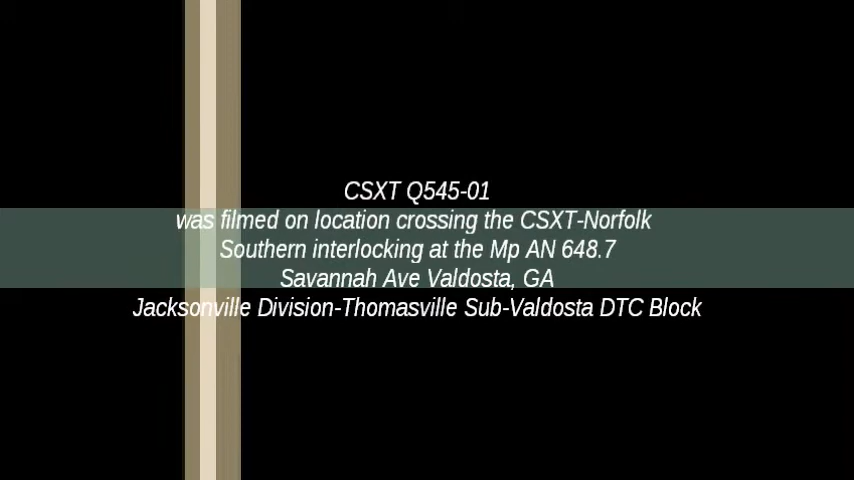 CSXT Q545-01
was filmed on location crossing the CSXT-Norfolk
Southern interlocking at the Mp AN 648.7
Savannah Ave Valdosta, GA
Jacksonville Division-Thomasville Sub-Valdosta DTC Block